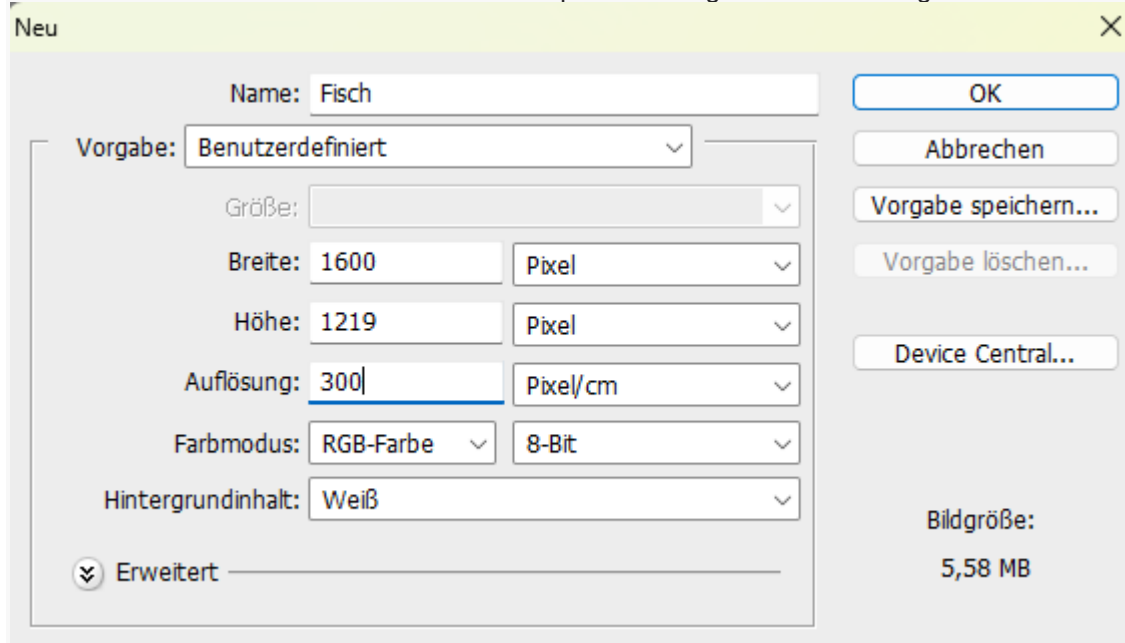 Neu
Name: Fisch
OK
Vorgabe: Benutzerdefiniert
Abbrechen
Größe:
Vorgabe speichern...
Breite: 1600 Pixel
Vorgabe löschen...
Höhe: 1219 Pixel
Device Central...
Auflösung: 300 Pixel/cm
Farbmodus: RGB-Farbe 8-Bit
Hintergrundinhalt: Weiß
Bildgröße:
Erweitert
5,58 MB